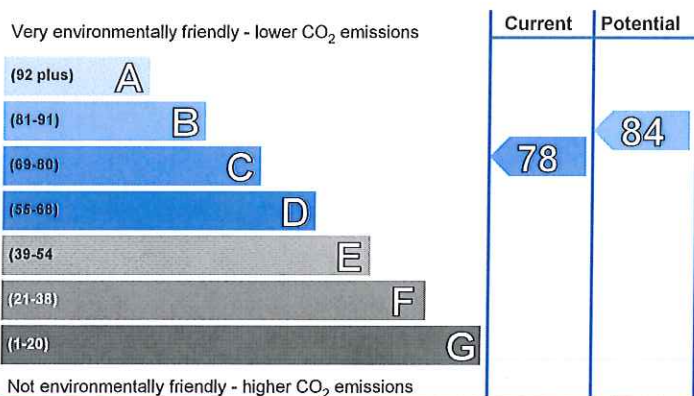 Very environmentally friendly - lower CO2 emissions
Current
Potential
(92 plus) A
(81-91) B
(69-80) C
(55-68) D
(39-54 E
(21-38) F
(1-20) G
78
84
Not environmentally friendly - higher CO2 emissions